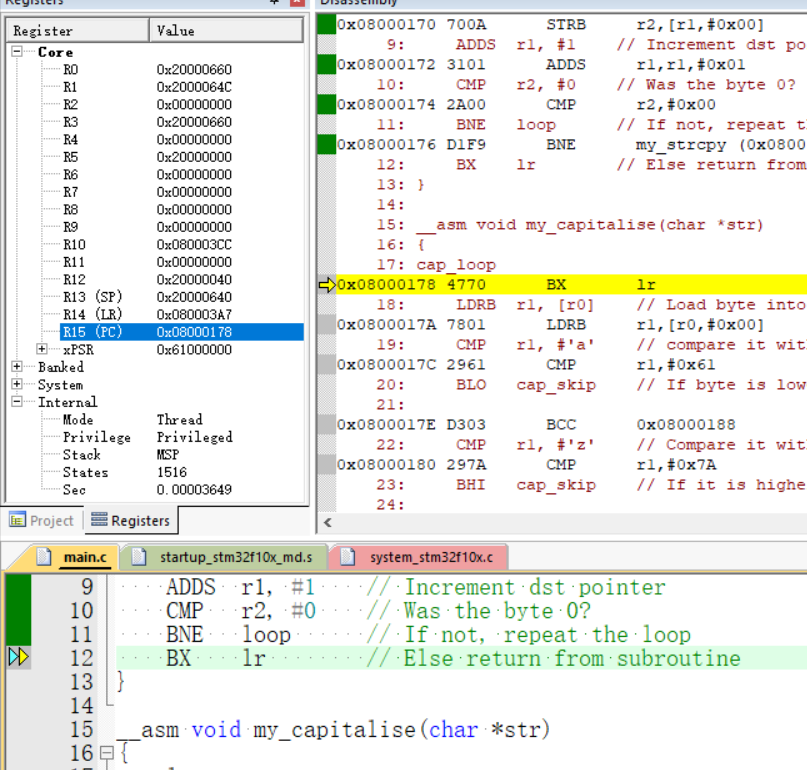 Registers
Register Value
Core
R0 0x20000660
R1 0x2000064C
R2 0x00000000
R3 0x20000660
R4 0x00000000
R5 0x20000000
R6 0x00000000
R7 0x00000000
R8 0x00000000
R9 0x00000000
R10 0x080003CC
R11 0x00000000
R12 0x20000040
R13 (SP) 0x20000640
R14 (LR) 0x080003A7
R15 (PC) 0x08000178
xPSR 0x61000000
Banked
System
Internal
Mode Thread
Privilege Privileged
Stack MSP
States 1516
Sec 0.00003649
Project Registers
Disassembly
0x08000170 700A STRB r2,[r1,#0x00]
9: ADDS r1, #1 // Increment dst po
0x08000172 3101 ADDS r1,r1,#0x01
10: CMP r2, #0 // Was the byte 0?
0x08000174 2A00 CMP r2,#0x00
11: BNE loop // If not, repeat t
0x08000176 D1F9 BNE my_strcpy (0x0800
12: BX lr // Else return from
13: }
14:
15: __asm void my_capitalise(char *str)
16: {
17: cap_loop
0x08000178 4770 BX lr
18: LDRB r1, [r0] // Load byte into
0x0800017A 7801 LDRB r1,[r0,#0x00]
19: CMP r1, #'a' // compare it wit
0x0800017C 2961 CMP r1,#0x61
20: BLO cap_skip // If byte is low
21:
0x0800017E D303 BCC 0x08000188
22: CMP r1, #'z' // Compare it wit
0x08000180 297A CMP r1,#0x7A
23: BHI cap_skip // If it is highe
24:
main.c startup_stm32f10x_md.s system_stm32f10x.c
9 ADDS r1, #1 // Increment dst pointer
10 CMP r2, #0 // Was the byte 0?
11 BNE loop // If not, repeat the loop
12 BX lr // Else return from subroutine
13 }
14
15 __asm void my_capitalise(char *str)
16 {